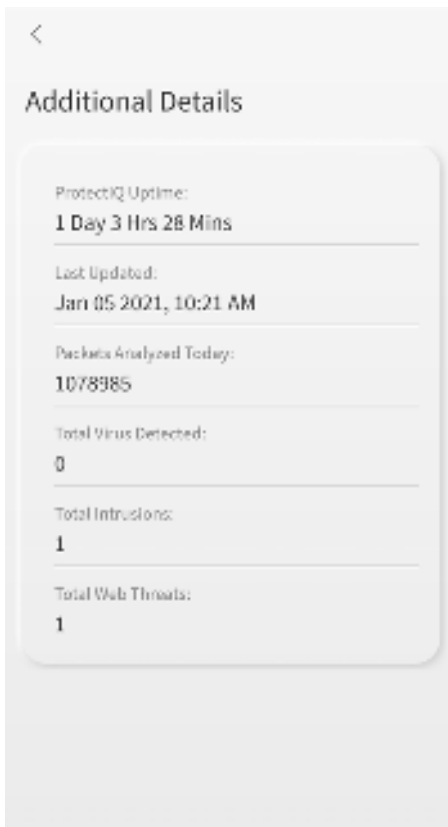 Additional Details
ProtectIQ Uptime:
1 Day 3 Hrs 28 Mins
Last Updated:
Jan 05 2021, 10:21 AM
Packets Analyzed Today:
1078985
Total Virus Detected:
0
Total Intrusions:
1
Total Web Threats:
1